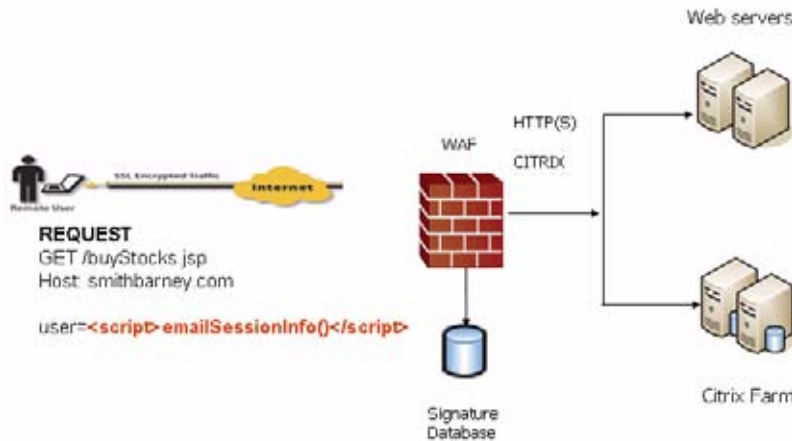 Web servers
HTTP(S)
WAF
CITRIX
SSL Encrypted Traffic
Internet
Remote User
REQUEST
GET /buyStocks.jsp
Host: smithbarney.com
user=<script>emailSessionInfo()</script>
Signature
Database
Citrix Farm